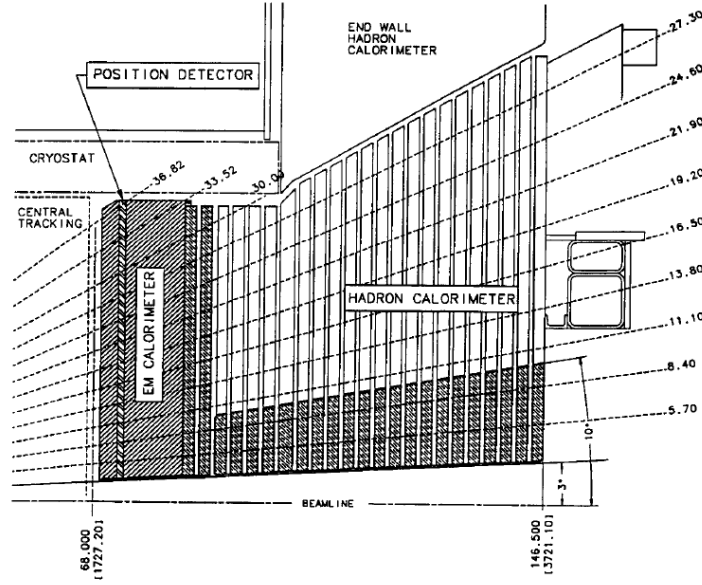 END WALL
HADRON
CALORIMETER
27.30
24.60
POSITION DETECTOR
21.90
CRYOSTAT
36.82
33.52
30.00
19.20
CENTRAL
TRACKING
16.50
EM CALORIMETER
HADRON CALORIMETER
13.80
11.10
8.40
5.70
10°
3°
BEAMLINE
68.000
[1727.20]
146.500
[3721.10]